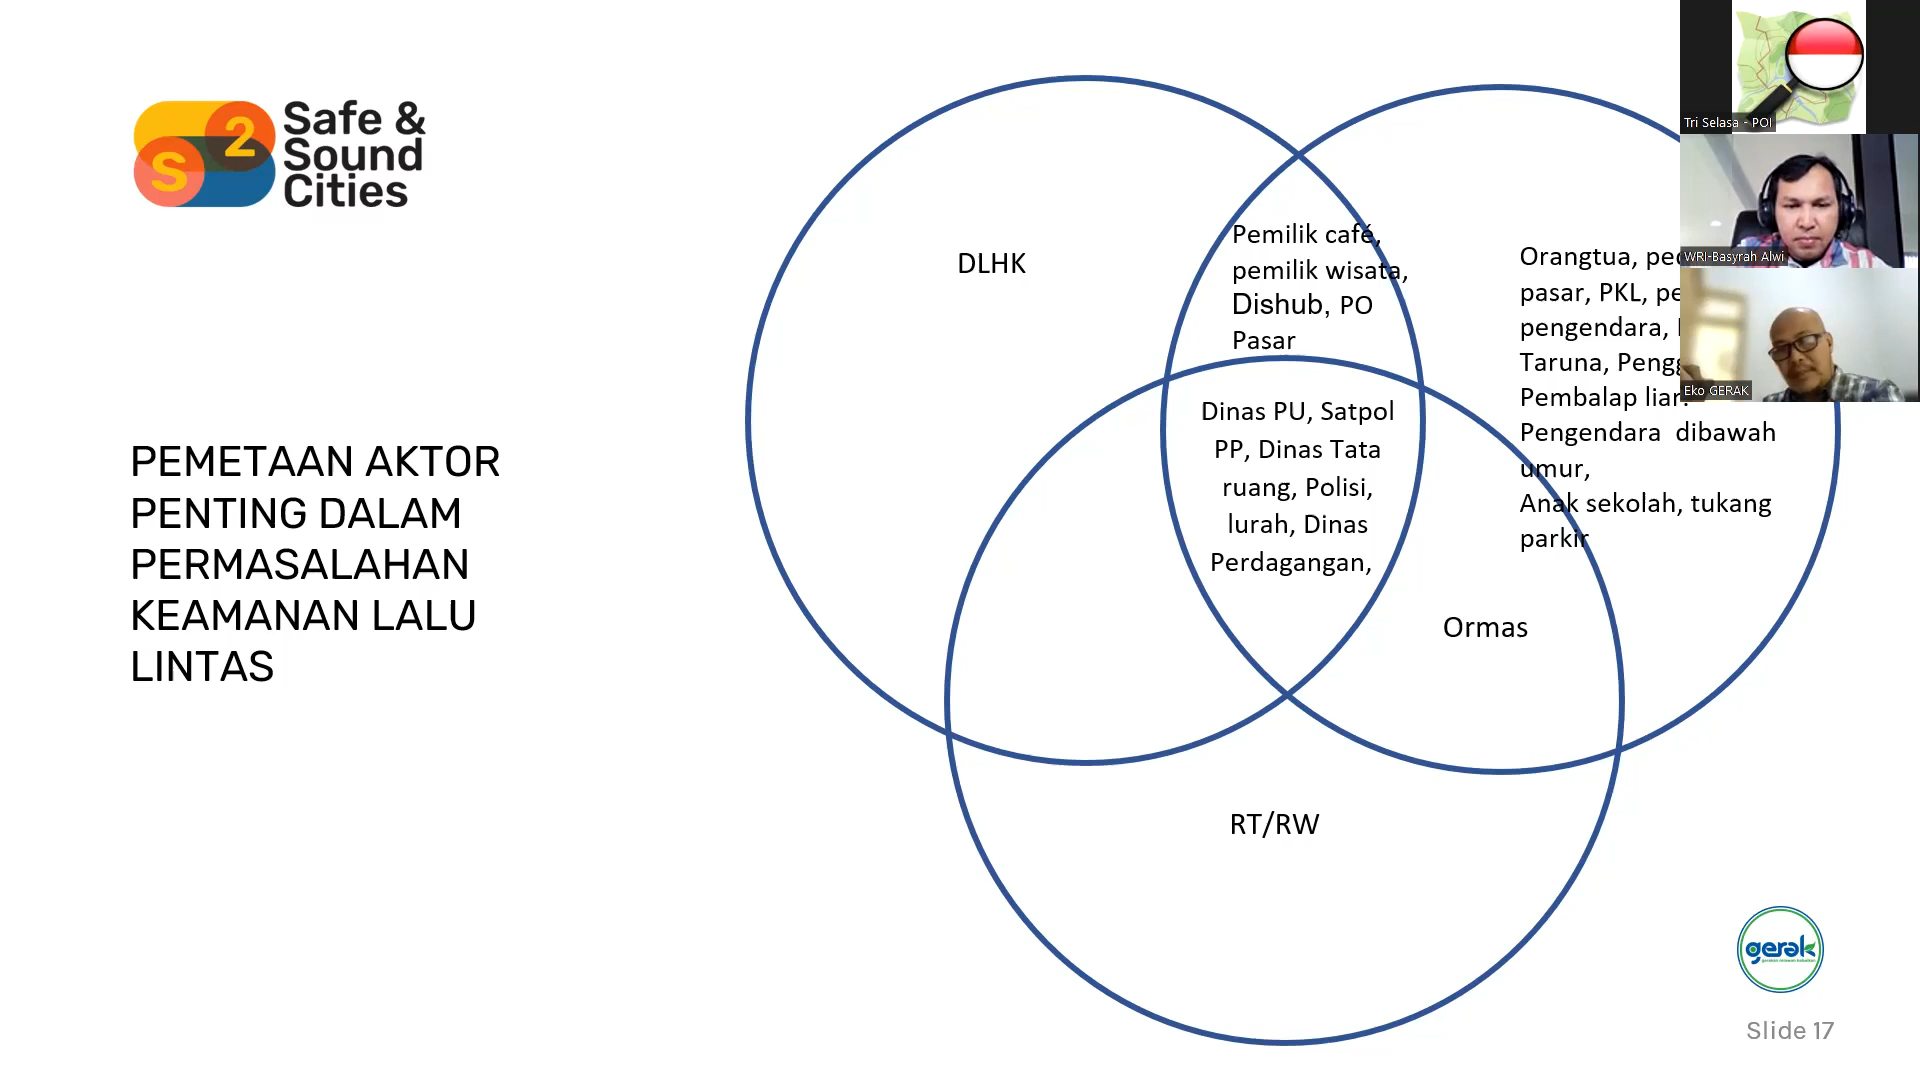 S 2
Safe &
Sound
Cities
PEMETAAN AKTOR
PENTING DALAM
PERMASALAHAN
KEAMANAN LALU
LINTAS
DLHK
Pemilik café,
pemilik wisata,
Dishub, PO
Pasar
Orangtua,
pasar, PKL,
pengendara,
Taruna,
Pembalap liar.
Pengendara dibawah
umur,
Anak sekolah, tukang
parkir
Dinas PU, Satpol
PP, Dinas Tata
ruang, Polisi,
lurah, Dinas
Perdagangan,
Ormas
RT/RW
Tri Selasa - POI
WRI-Basyrah Alwi
Eko GERAK
gerak
Slide 17